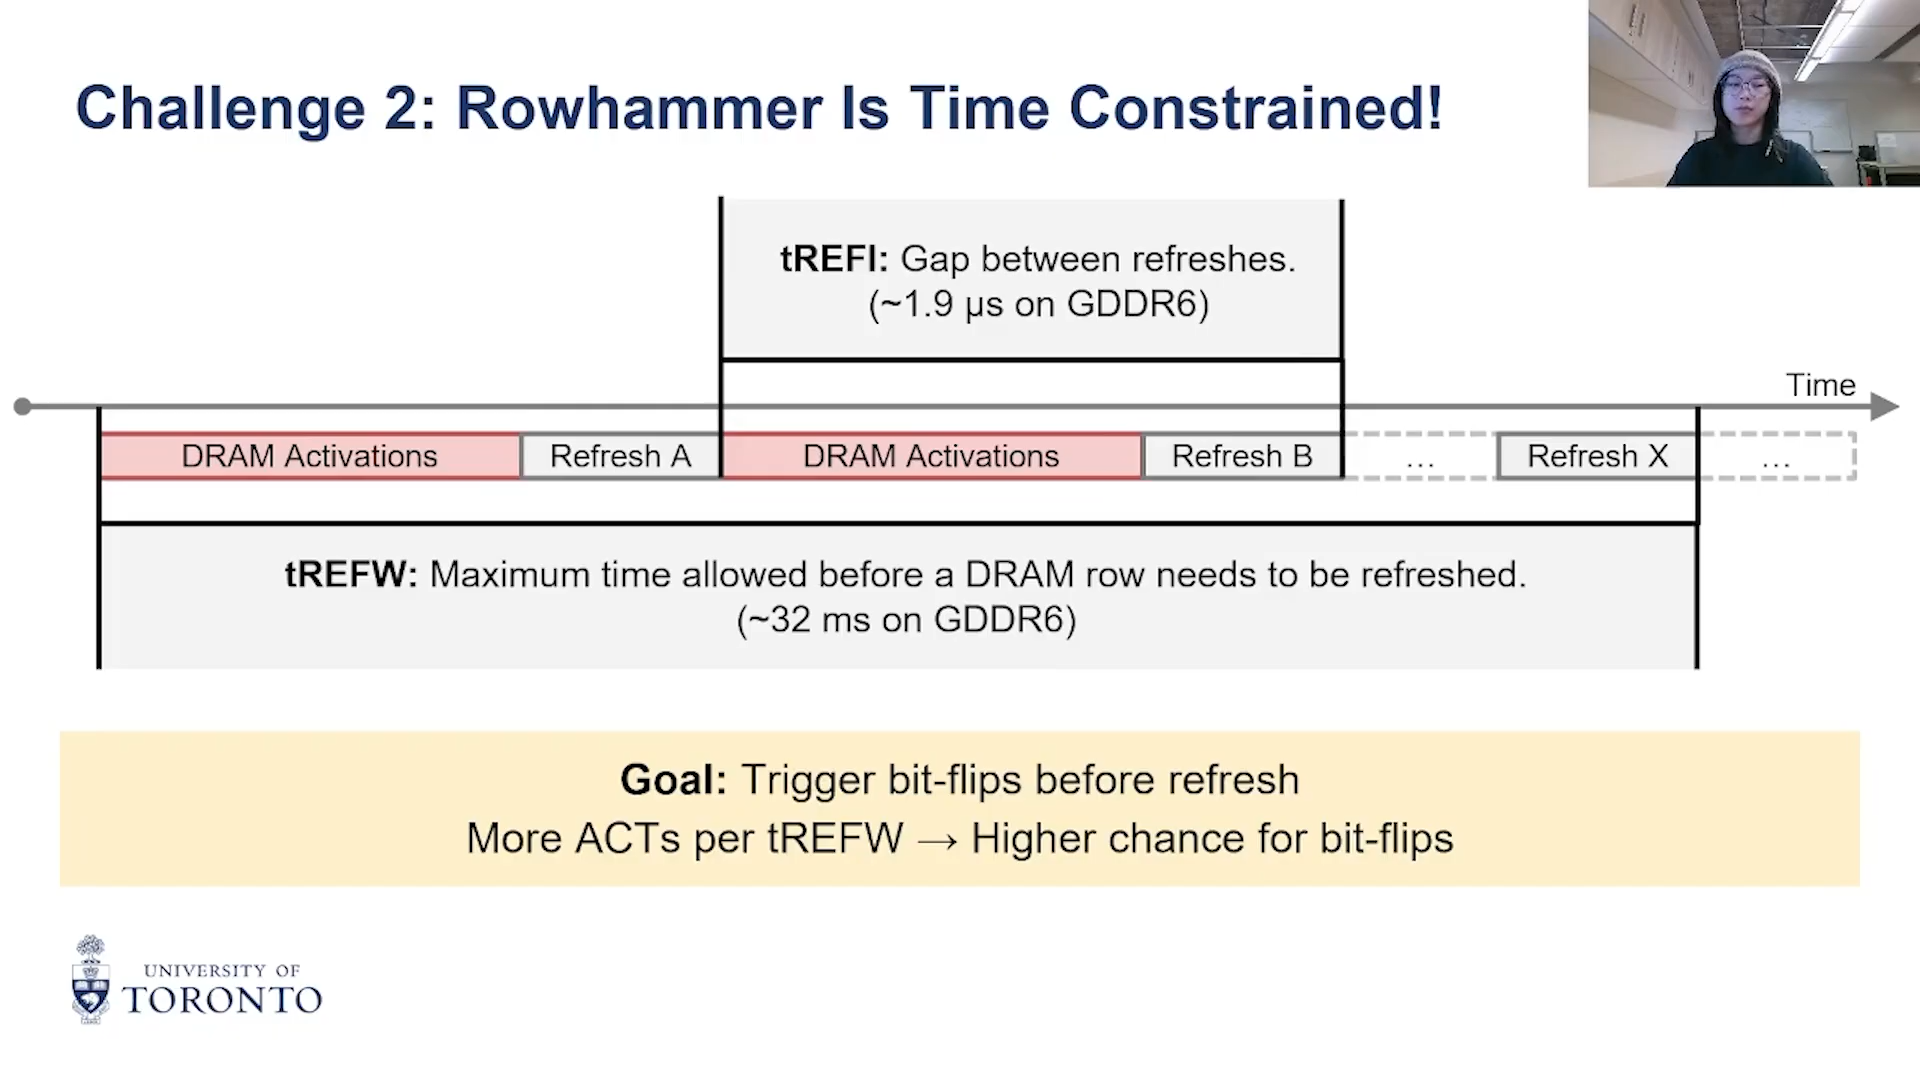 Challenge 2: Rowhammer Is Time Constrained!
tREFI: Gap between refreshes.
(~1.9 µs on GDDR6)
Time
DRAM Activations Refresh A DRAM Activations Refresh B ... Refresh X ...
tREFW: Maximum time allowed before a DRAM row needs to be refreshed.
(~32 ms on GDDR6)
Goal: Trigger bit-flips before refresh
More ACTs per tREFW → Higher chance for bit-flips
UNIVERSITY OF
TORONTO